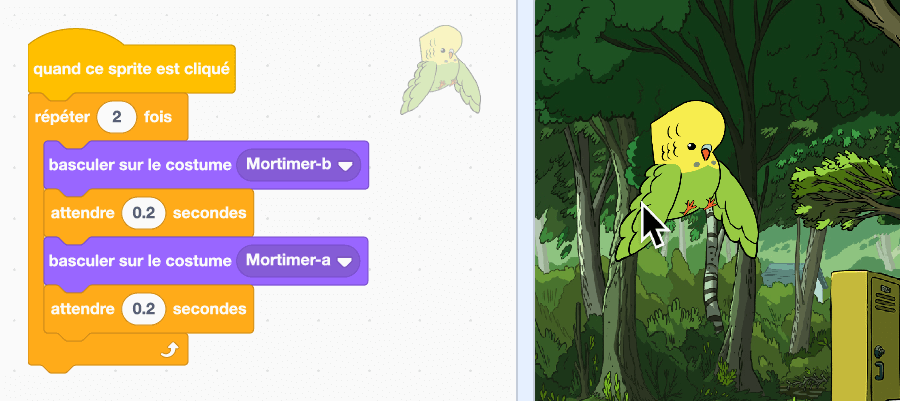 quand ce sprite est cliqué
répéter 2 fois
basculer sur le costume Mortimer-b
attendre 0.2 secondes
basculer sur le costume Mortimer-a
attendre 0.2 secondes